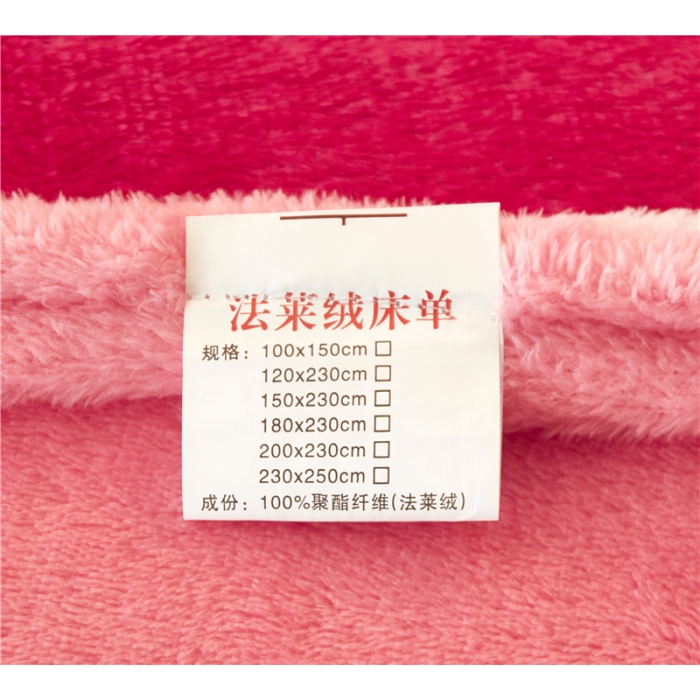 法莱绒床单
规格：100x150cm □
120x230cm □
150x230cm □
180x230cm □
200x230cm □
230x250cm □
成份：100%聚酯纤维(法莱绒)